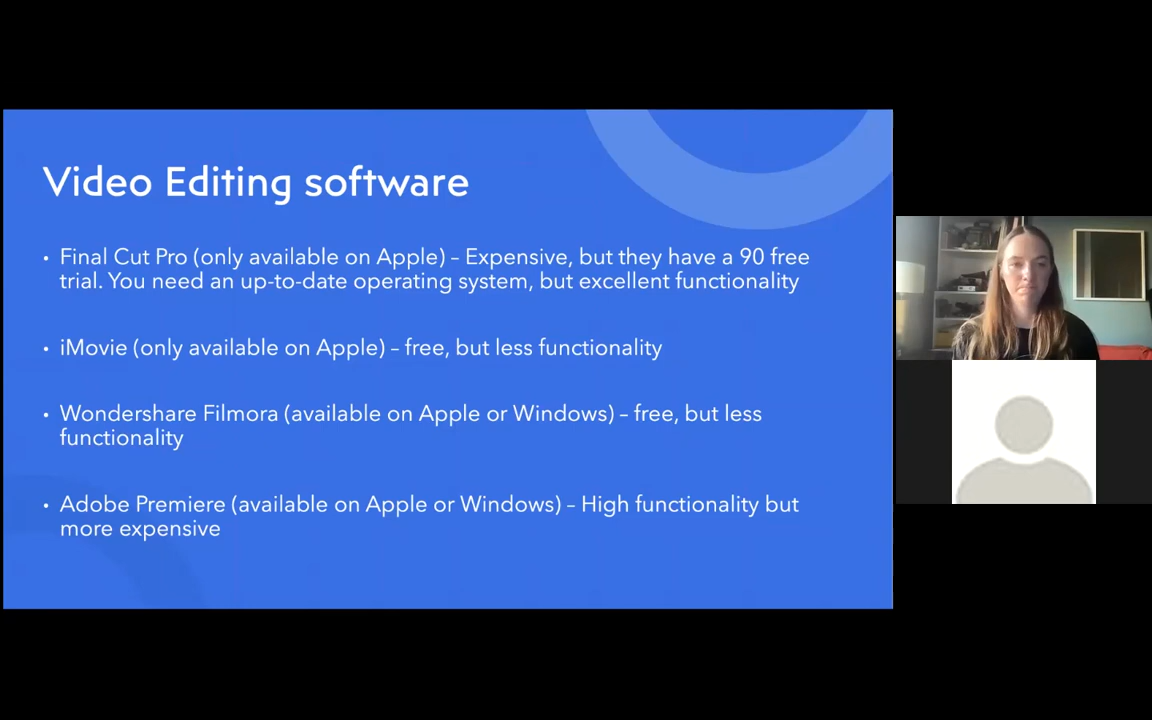 Video Editing software
• Final Cut Pro (only available on Apple) – Expensive, but they have a 90 free
trial. You need an up-to-date operating system, but excellent functionality
• iMovie (only available on Apple) – free, but less functionality
• Wondershare Filmora (available on Apple or Windows) – free, but less
functionality
• Adobe Premiere (available on Apple or Windows) – High functionality but
more expensive